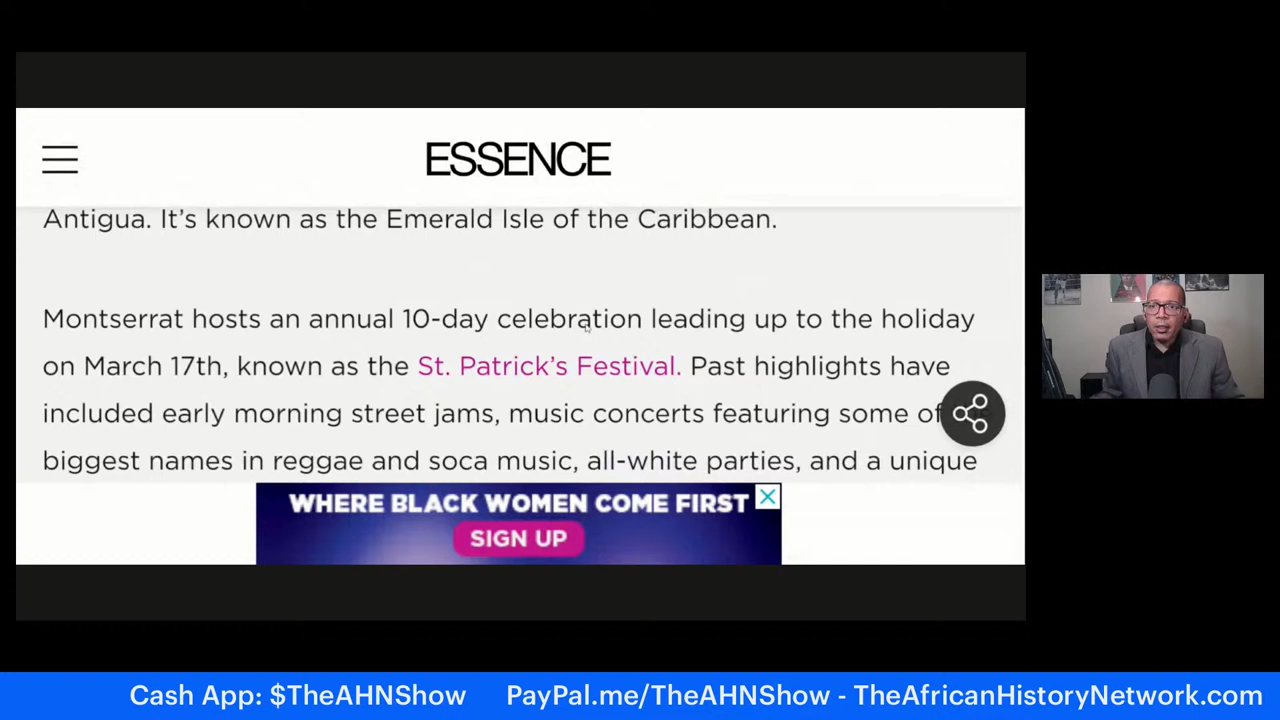 ESSENCE
Antigua. It's known as the Emerald Isle of the Caribbean.
Montserrat hosts an annual 10-day celebration leading up to the holiday
on March 17th, known as the St. Patrick's Festival. Past highlights have
included early morning street jams, music concerts featuring some of
biggest names in reggae and soca music, all-white parties, and a unique
WHERE BLACK WOMEN COME FIRST
SIGN UP
Cash App: $TheAHNShow PayPal.me/TheAHNShow - TheAfricanHistoryNetwork.com